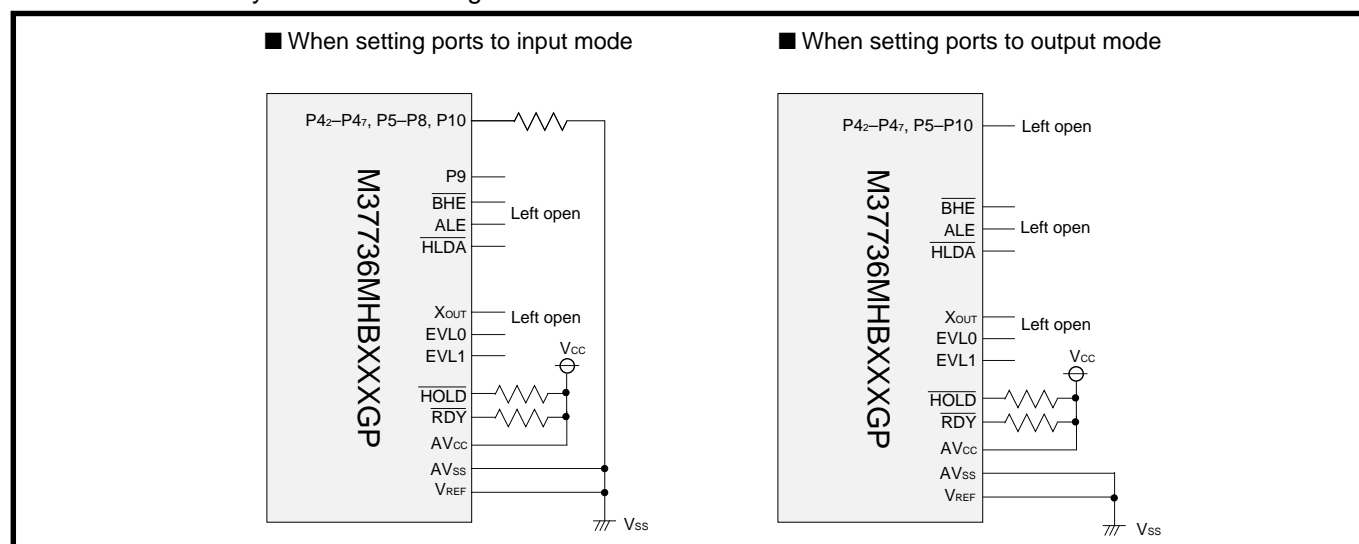 ■ When setting ports to input mode
P42–P47, P5–P8, P10
P9
BHE
ALE
HLDA
Left open
XOUT
EVL0
EVL1
Left open
VCC
HOLD
RDY
AVCC
AVSS
VREF
VSS
M37736MHBXXXGP
■ When setting ports to output mode
P42–P47, P5–P10
Left open
BHE
ALE
HLDA
Left open
XOUT
EVL0
EVL1
Left open
VCC
HOLD
RDY
AVCC
AVSS
VREF
VSS
M37736MHBXXXGP